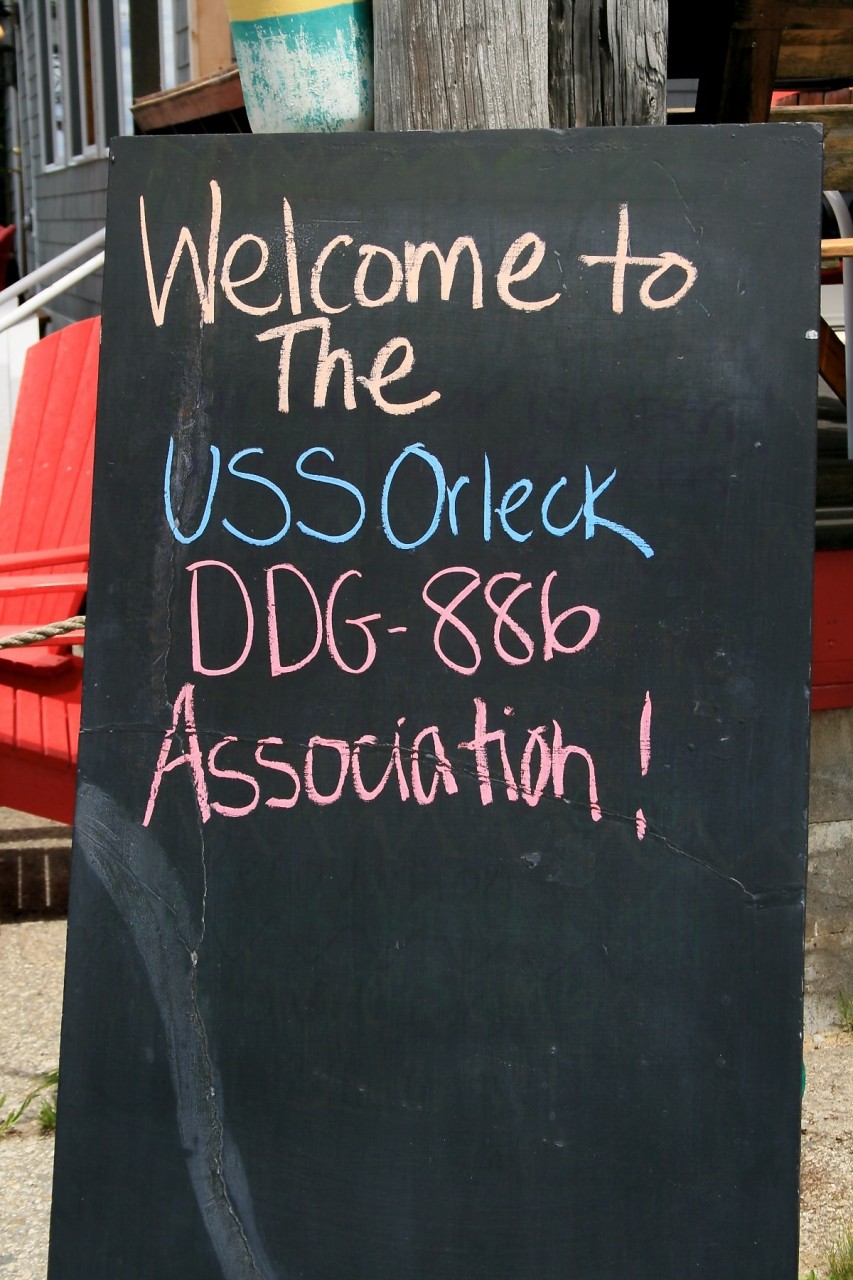 Welcome to
The
USS Orleck
DDG-886
Association!